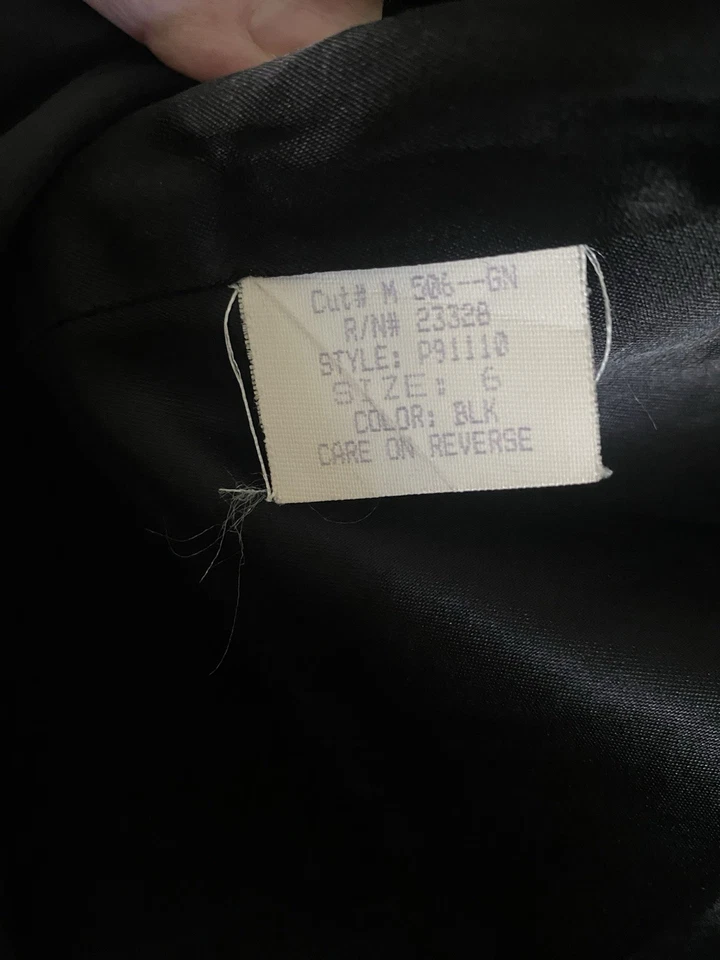 Cut# M 506--GN
R/N# 23328
STYLE: P91110
SIZE: 6
COLOR: BLK
CARE ON REVERSE